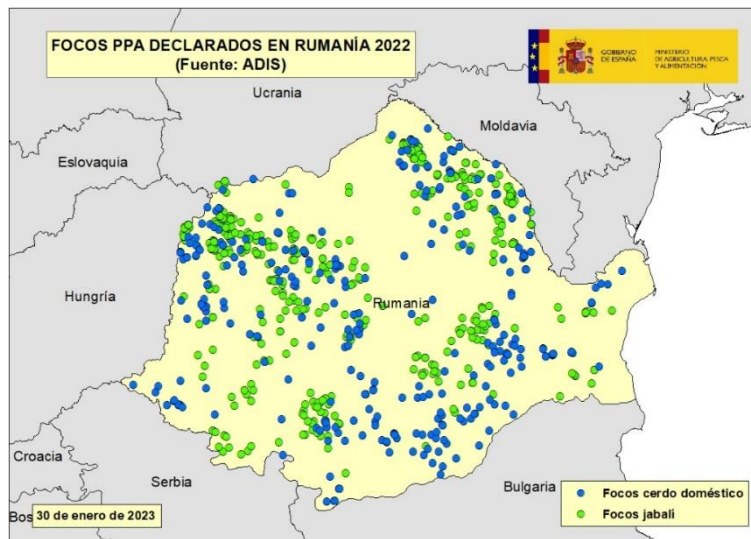 FOCOS PPA DECLARADOS EN RUMANÍA 2022
(Fuente: ADIS)
GOBIERNO
DE ESPAÑA
MINISTERIO
DE AGRICULTURA, PESCA
Y ALIMENTACIÓN
Ucrania
Moldavia
Eslovaquia
Hungría
Rumania
Croacia
Serbia
Bulgaria
Bos
30 de enero de 2023
Focos cerdo doméstico
Focos jabalí